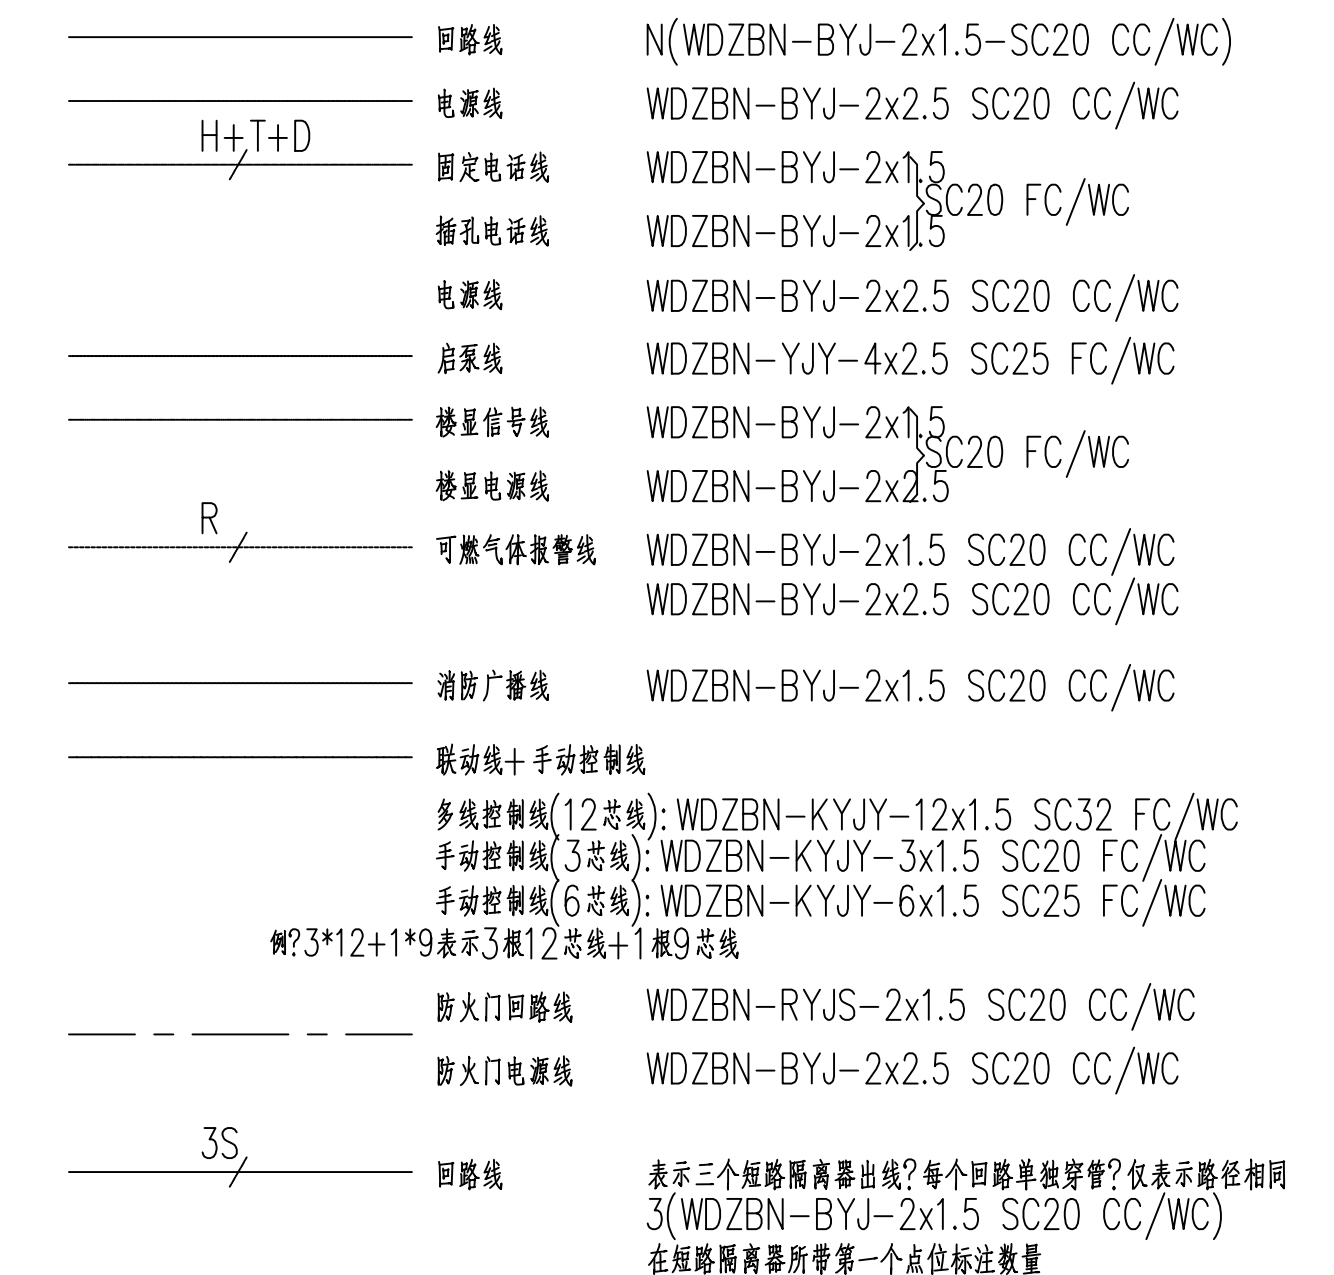 回路线 N(WDZBN-BYJ-2x1.5-SC20 CC/WC)
电源线 WDZBN-BYJ-2x2.5 SC20 CC/WC
H+T+D
固定电话线 WDZBN-BYJ-2x1.5
SC20 FC/WC
插孔电话线 WDZBN-BYJ-2x1.5
电源线 WDZBN-BYJ-2x2.5 SC20 CC/WC
启泵线 WDZBN-YJY-4x2.5 SC25 FC/WC
楼显信号线 WDZBN-BYJ-2x1.5
SC20 FC/WC
楼显电源线 WDZBN-BYJ-2x2.5
R
可燃气体报警线 WDZBN-BYJ-2x1.5 SC20 CC/WC
WDZBN-BYJ-2x2.5 SC20 CC/WC
消防广播线 WDZBN-BYJ-2x1.5 SC20 CC/WC
联动线+手动控制线
多线控制线(12芯线): WDZBN-KYJY-12x1.5 SC32 FC/WC
手动控制线(3芯线): WDZBN-KYJY-3x1.5 SC20 FC/WC
手动控制线(6芯线): WDZBN-KYJY-6x1.5 SC25 FC/WC
例?3*12+1*9表示3根12芯线+1根9芯线
防火门回路线 WDZBN-RYJS-2x1.5 SC20 CC/WC
防火门电源线 WDZBN-BYJ-2x2.5 SC20 CC/WC
3S
回路线 表示三个短路隔离器出线?每个回路单独穿管?仅表示路径相同
3(WDZBN-BYJ-2x1.5 SC20 CC/WC)
在短路隔离器所带第一个点位标注数量